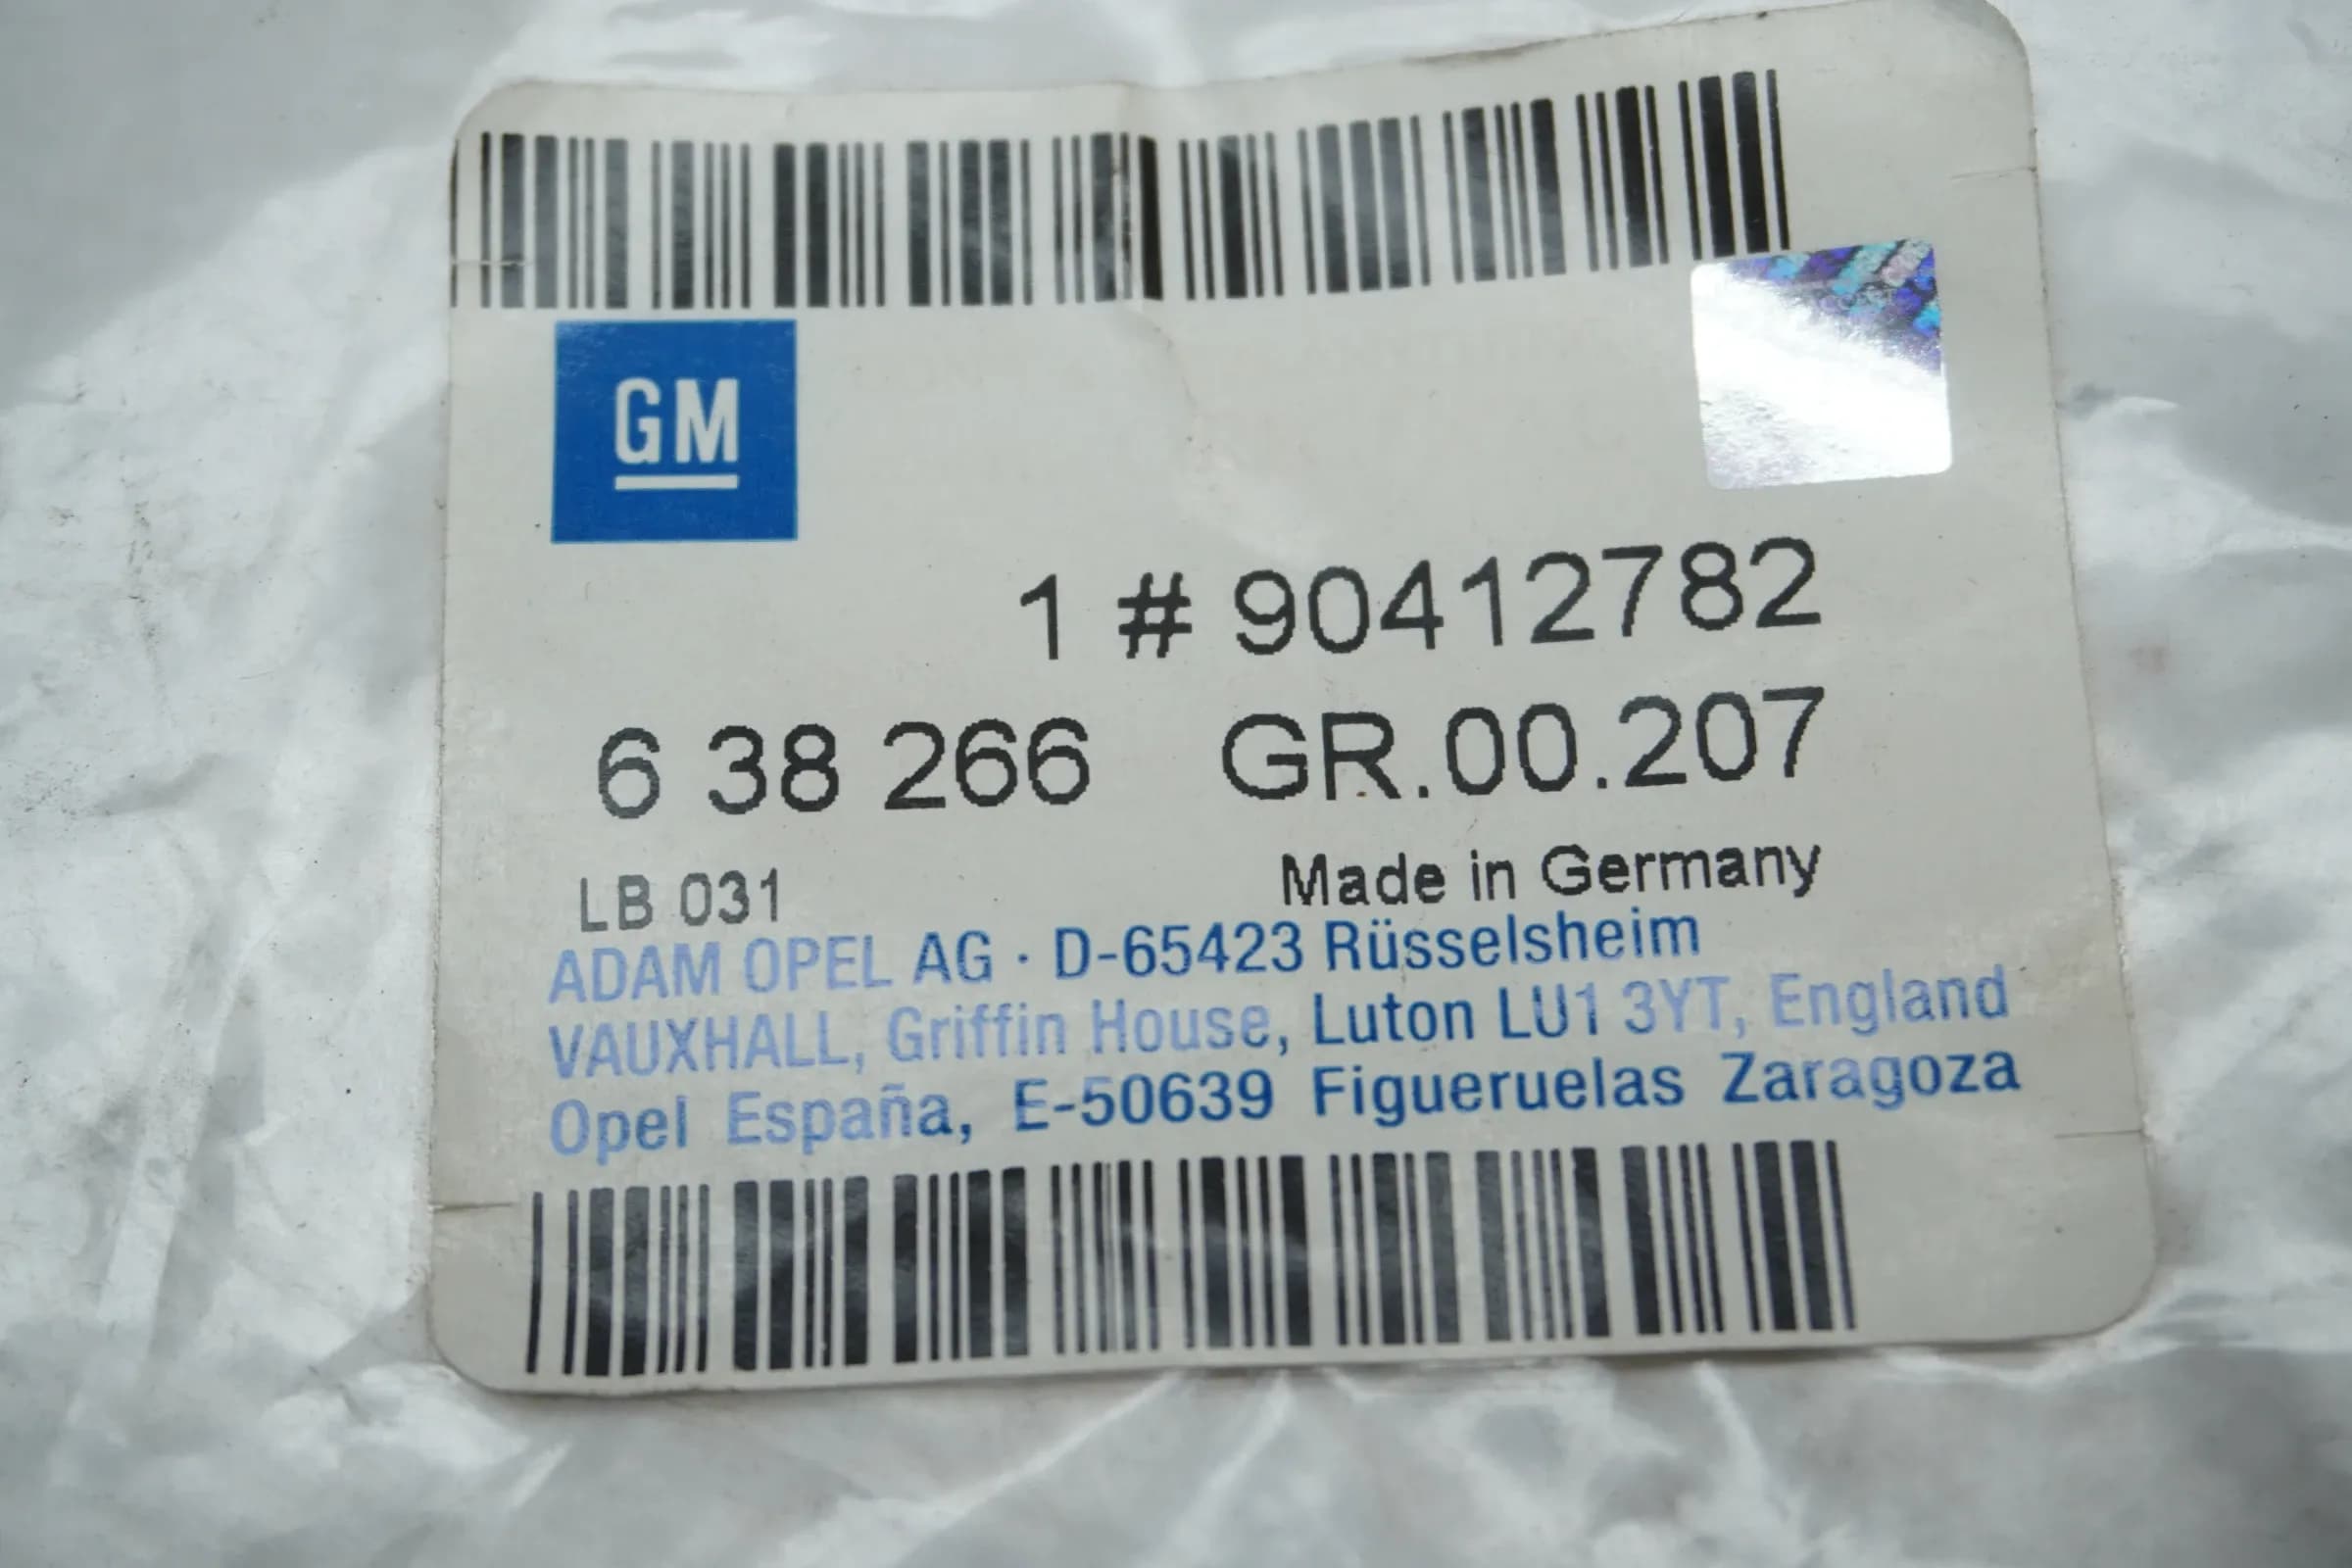 GM
1 # 90412782
6 38 266 GR.00.207
LB 031 Made in Germany
ADAM OPEL AG · D-65423 Rüsselsheim
VAUXHALL, Griffin House, Luton LU1 3YT, England
Opel España, E-50639 Figueruelas Zaragoza